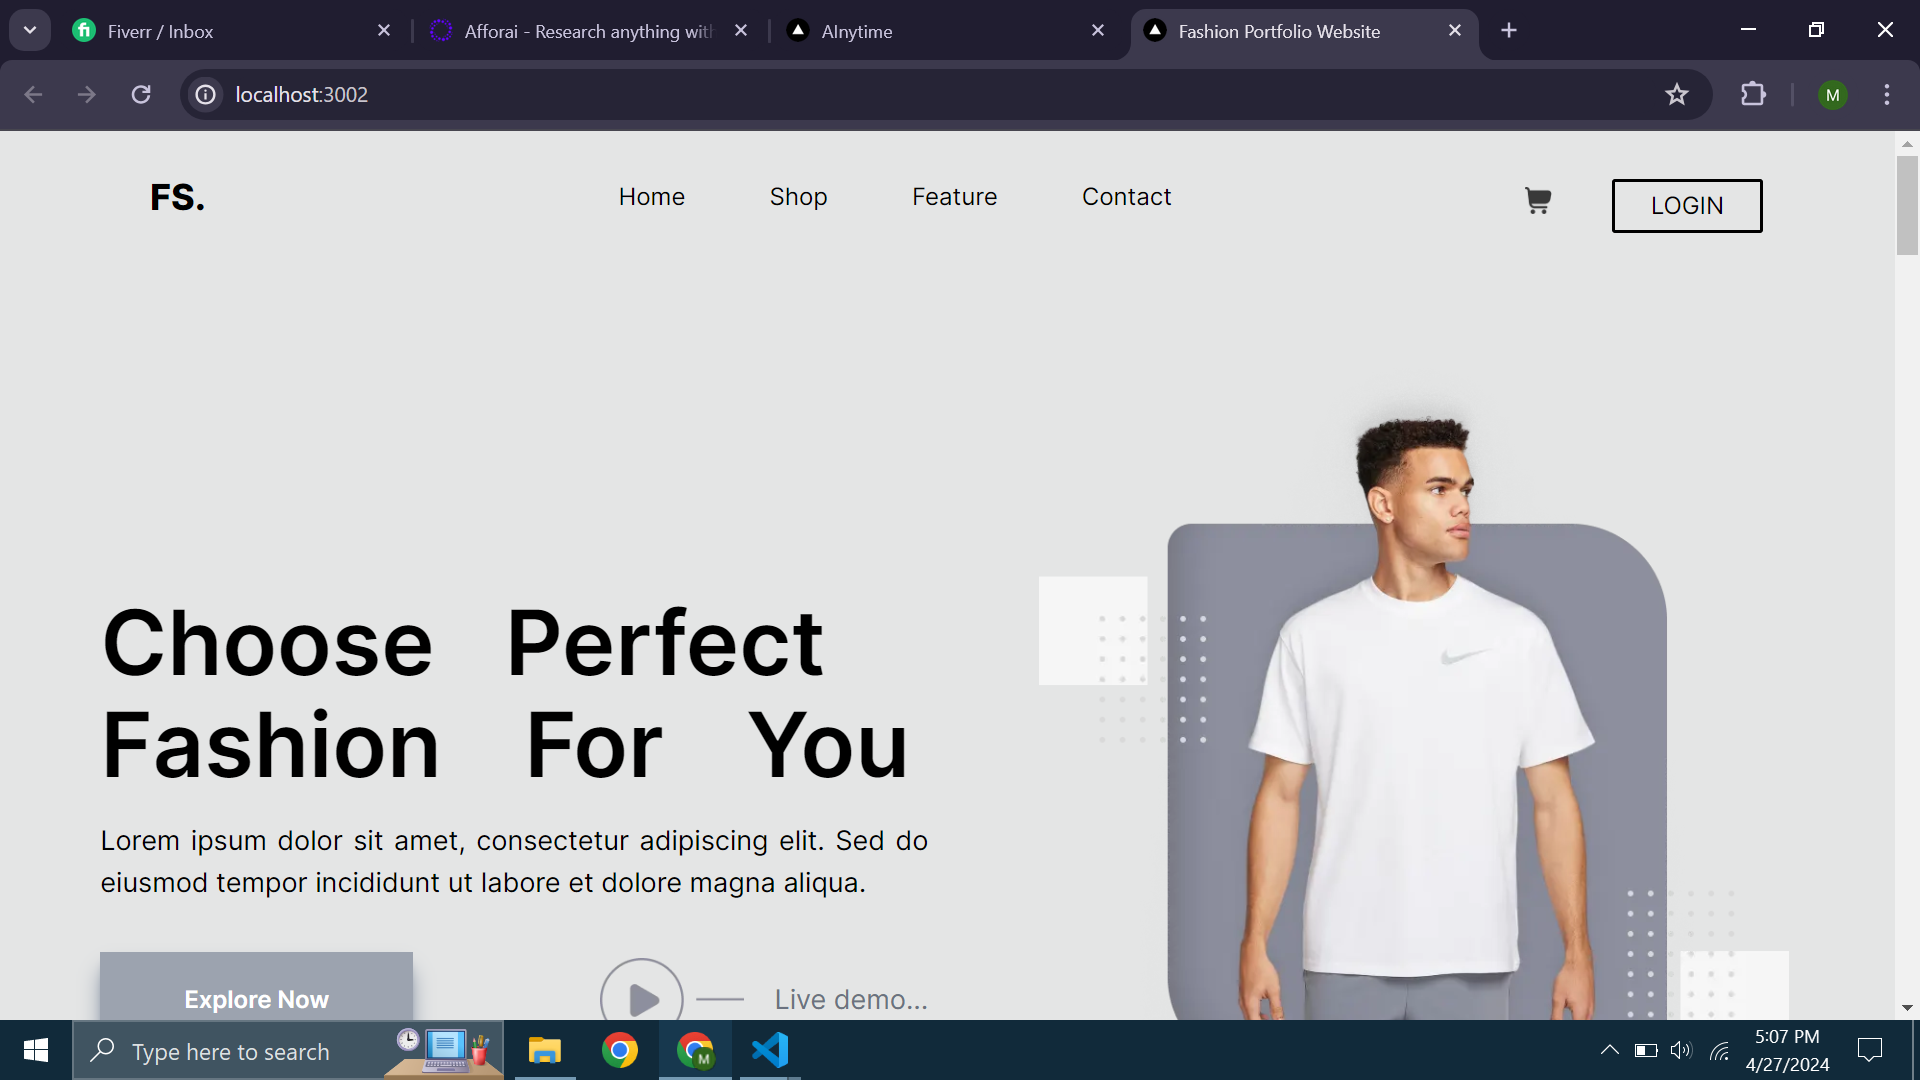 Fiverr / Inbox
Afforai - Research anything with
AInytime
Fashion Portfolio Website
localhost:3002
M
FS.
Home
Shop
Feature
Contact
LOGIN
Choose Perfect
Fashion For You
Lorem ipsum dolor sit amet, consectetur adipiscing elit. Sed do
eiusmod tempor incididunt ut labore et dolore magna aliqua.
Explore Now
Live demo...
Type here to search
M
5:07 PM
4/27/2024